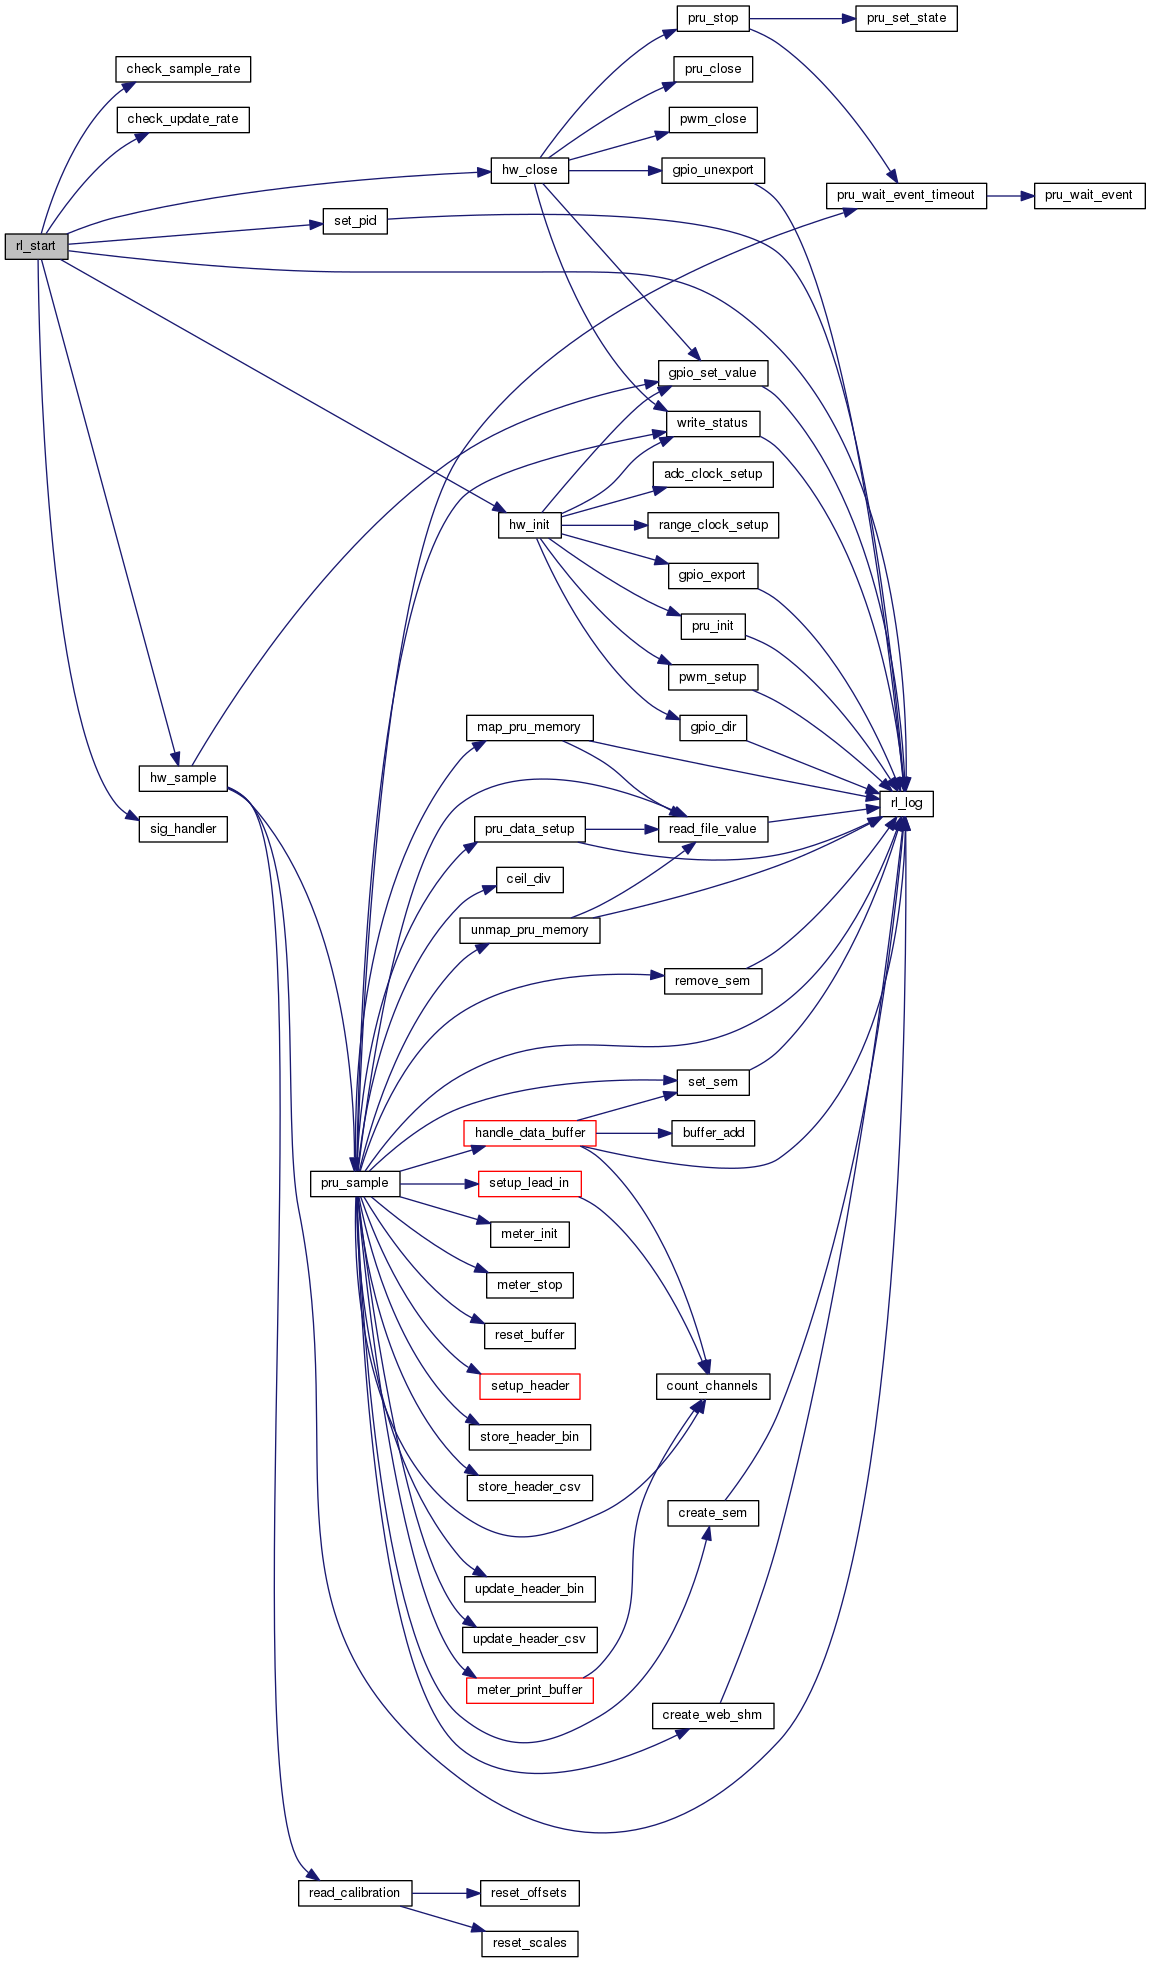 pru_stop
pru_set_state
check_sample_rate
pru_close
check_update_rate
pwm_close
hw_close
gpio_unexport
pru_wait_event_timeout
pru_wait_event
set_pid
rl_start
gpio_set_value
write_status
adc_clock_setup
hw_init
range_clock_setup
gpio_export
pru_init
pwm_setup
map_pru_memory
gpio_dir
hw_sample
rl_log
sig_handler
pru_data_setup
read_file_value
ceil_div
unmap_pru_memory
remove_sem
set_sem
handle_data_buffer
buffer_add
pru_sample
setup_lead_in
meter_init
meter_stop
reset_buffer
setup_header
count_channels
store_header_bin
store_header_csv
create_sem
update_header_bin
update_header_csv
meter_print_buffer
create_web_shm
read_calibration
reset_offsets
reset_scales